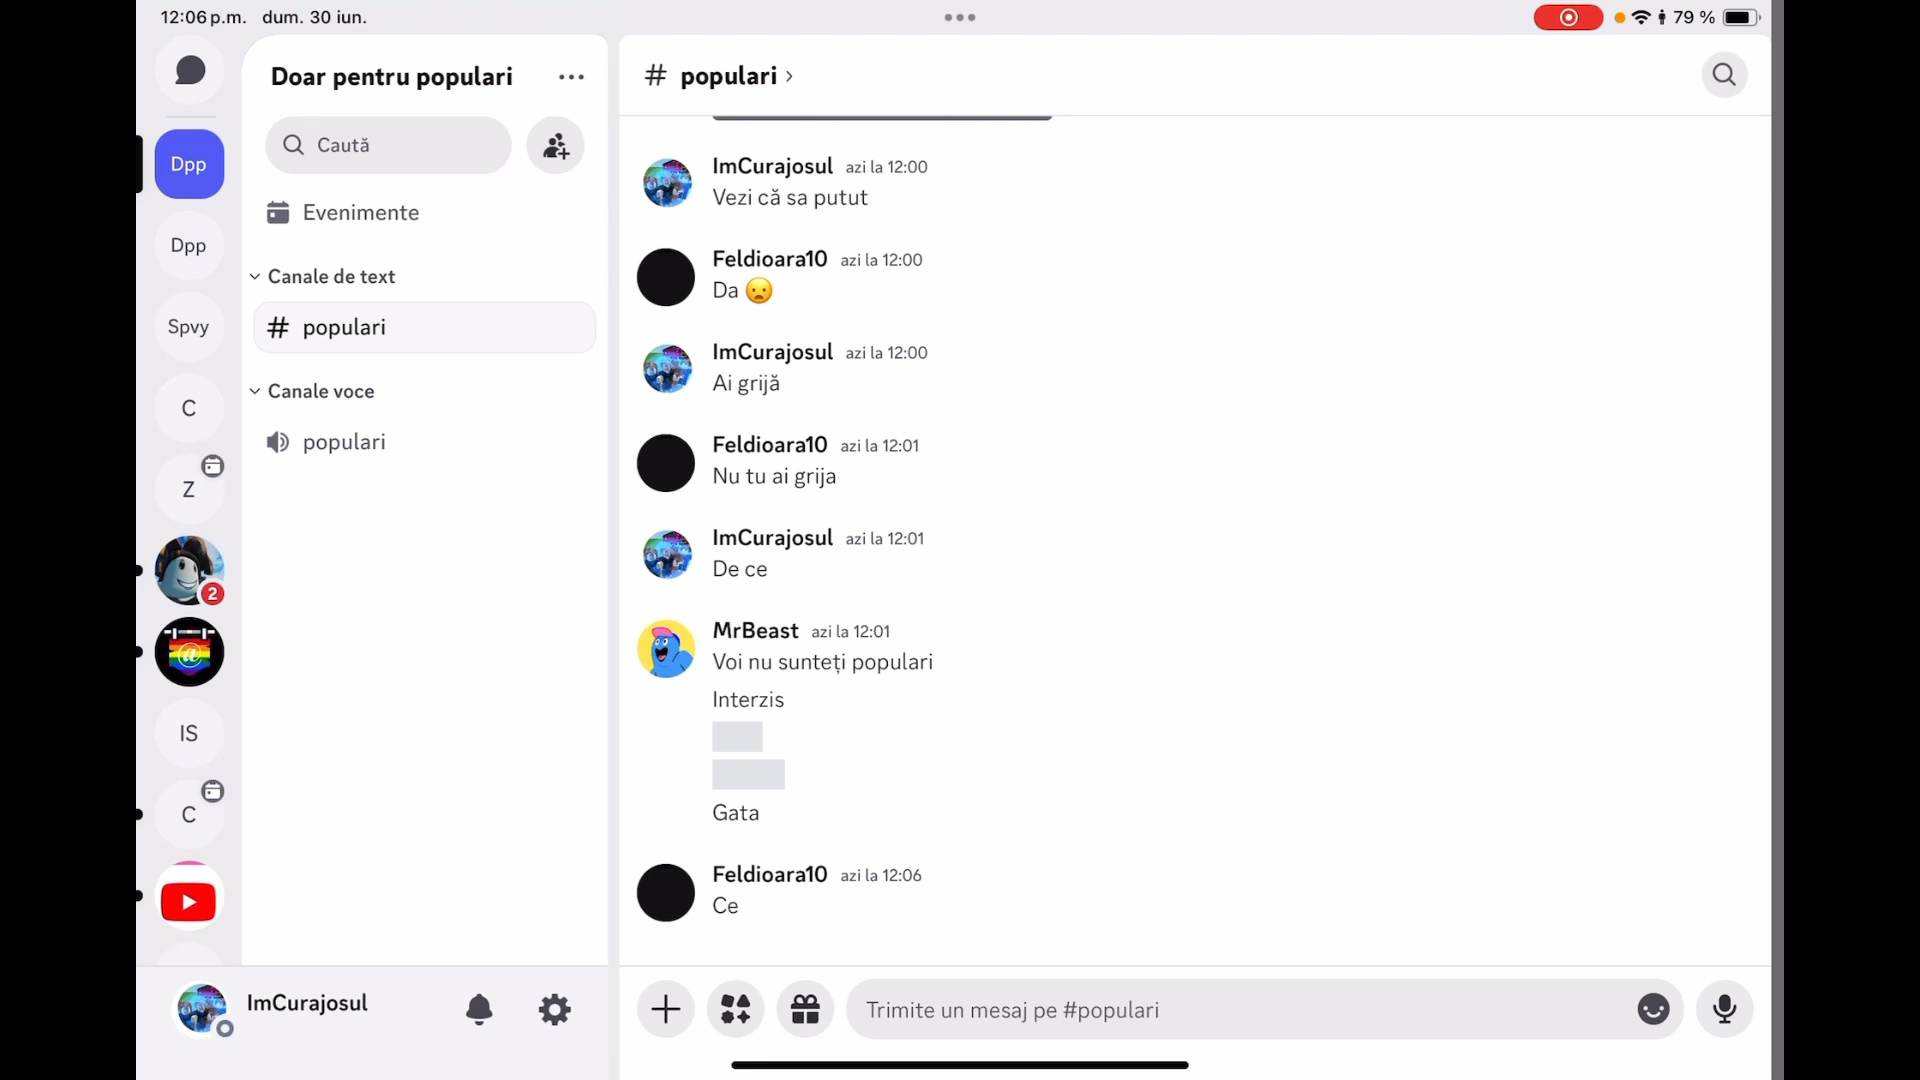 12:06 p.m. dum. 30 iun.
79 %
Dpp
Dpp
Spvy
C
Z
2
@
IS
C
Doar pentru populari
Caută
Evenimente
Canale de text
# populari
Canale voce
populari
ImCurajosul
# populari ›
ImCurajosul azi la 12:00
Vezi că sa putut
Feldioara10 azi la 12:00
Da 😦
ImCurajosul azi la 12:00
Ai grijă
Feldioara10 azi la 12:01
Nu tu ai grija
ImCurajosul azi la 12:01
De ce
MrBeast azi la 12:01
Voi nu sunteți populari
Interzis
Gata
Feldioara10 azi la 12:06
Ce
Trimite un mesaj pe #populari